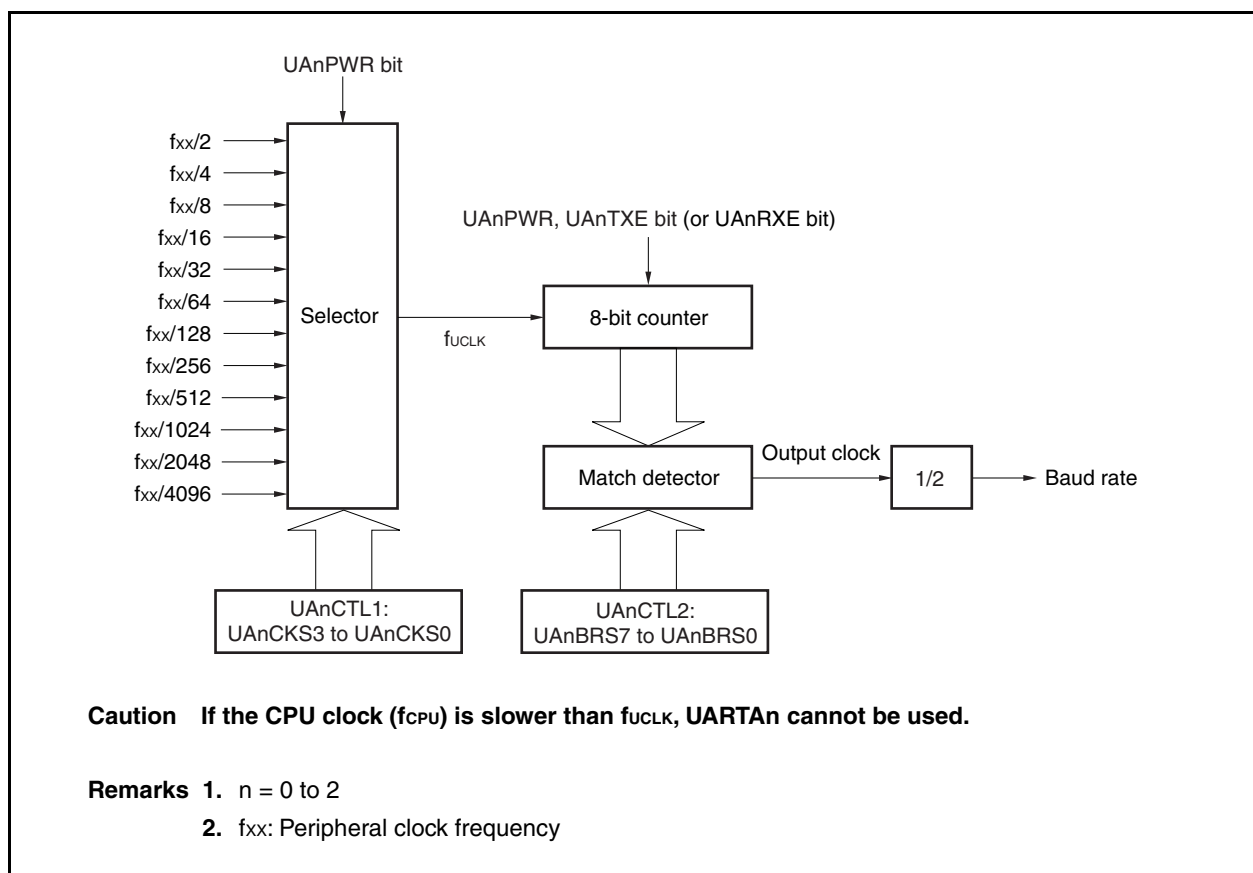 UAnPWR bit
fxx/2
fxx/4
fxx/8
fxx/16
fxx/32
fxx/64
fxx/128
fxx/256
fxx/512
fxx/1024
fxx/2048
fxx/4096
Selector
fUCLK
UAnPWR, UAnTXE bit (or UAnRXE bit)
8-bit counter
Match detector
Output clock
1/2
Baud rate
UAnCTL1:
UAnCKS3 to UAnCKS0
UAnCTL2:
UAnBRS7 to UAnBRS0
Caution If the CPU clock (fCPU) is slower than fUCLK, UARTAn cannot be used.
Remarks 1. n = 0 to 2
2. fxx: Peripheral clock frequency